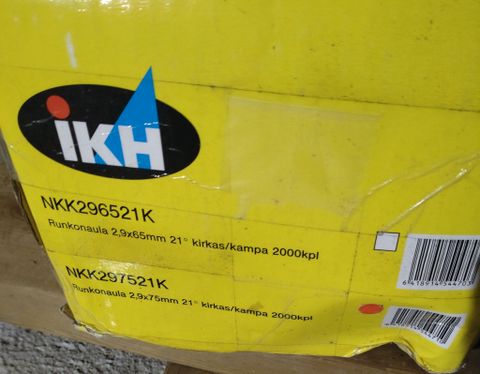 iKH
NKK296521K
Runkonaula 2,9x65mm 21° kirkas/kampa 2000kpl
NKK297521K
Runkonaula 2,9x75mm 21° kirkas/kampa 2000kpl